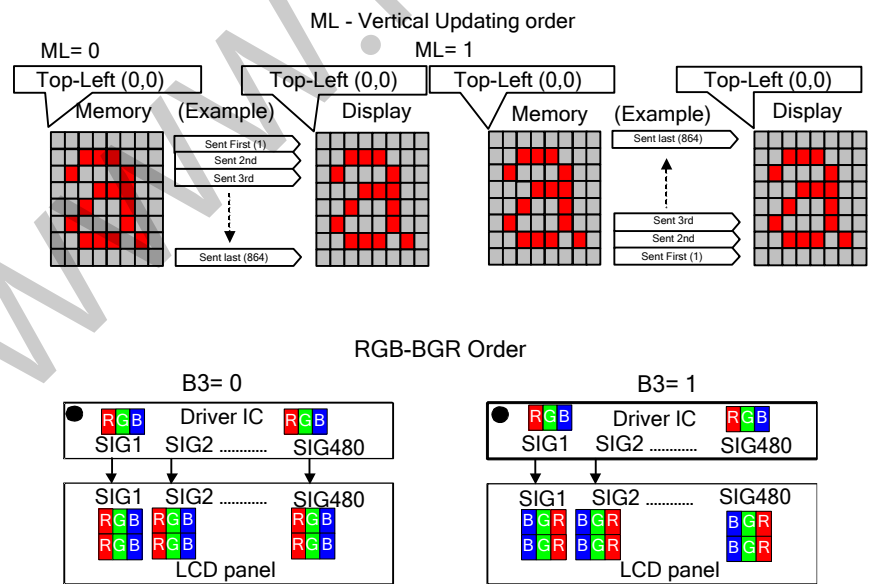 ML - Vertical Updating order
ML= 0
ML= 1
Top-Left (0,0)
Top-Left (0,0)
Top-Left (0,0)
Top-Left (0,0)
Memory
(Example)
Display
Memory
(Example)
Display
Sent First (1)
Sent 2nd
Sent 3rd
Sent last (864)
Sent last (864)
Sent 3rd
Sent 2nd
Sent First (1)
RGB-BGR Order
B3= 0
RGB
Driver IC
RGB
SIG1
SIG2 ............
SIG480
SIG1
SIG2 ............
SIG480
RGB
RGB
RGB
RGB
RGB
RGB
LCD panel
B3= 1
RGB
Driver IC
RGB
SIG1
SIG2 ............
SIG480
SIG1
SIG2 ............
SIG480
BGR
BGR
BGR
BGR
BGR
BGR
LCD panel